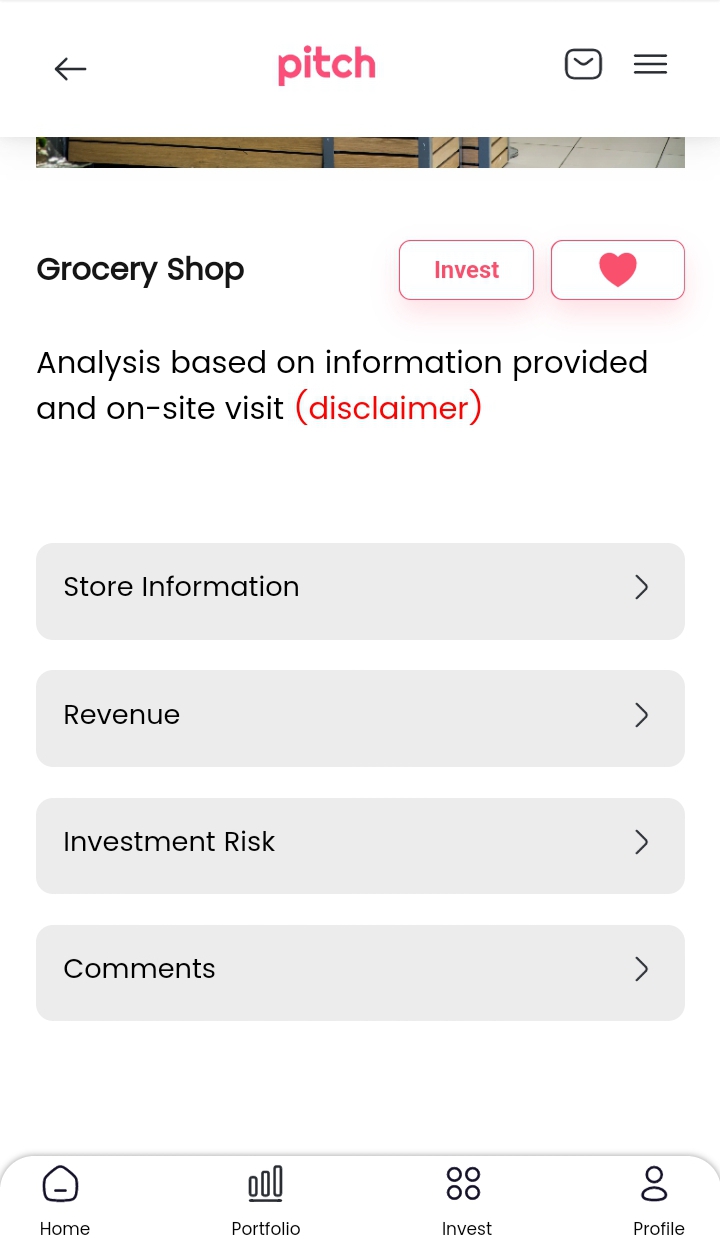 pitch
Grocery Shop
Invest
Analysis based on information provided
and on-site visit (disclaimer)
Store Information
Revenue
Investment Risk
Comments
Home
Portfolio
Invest
Profile